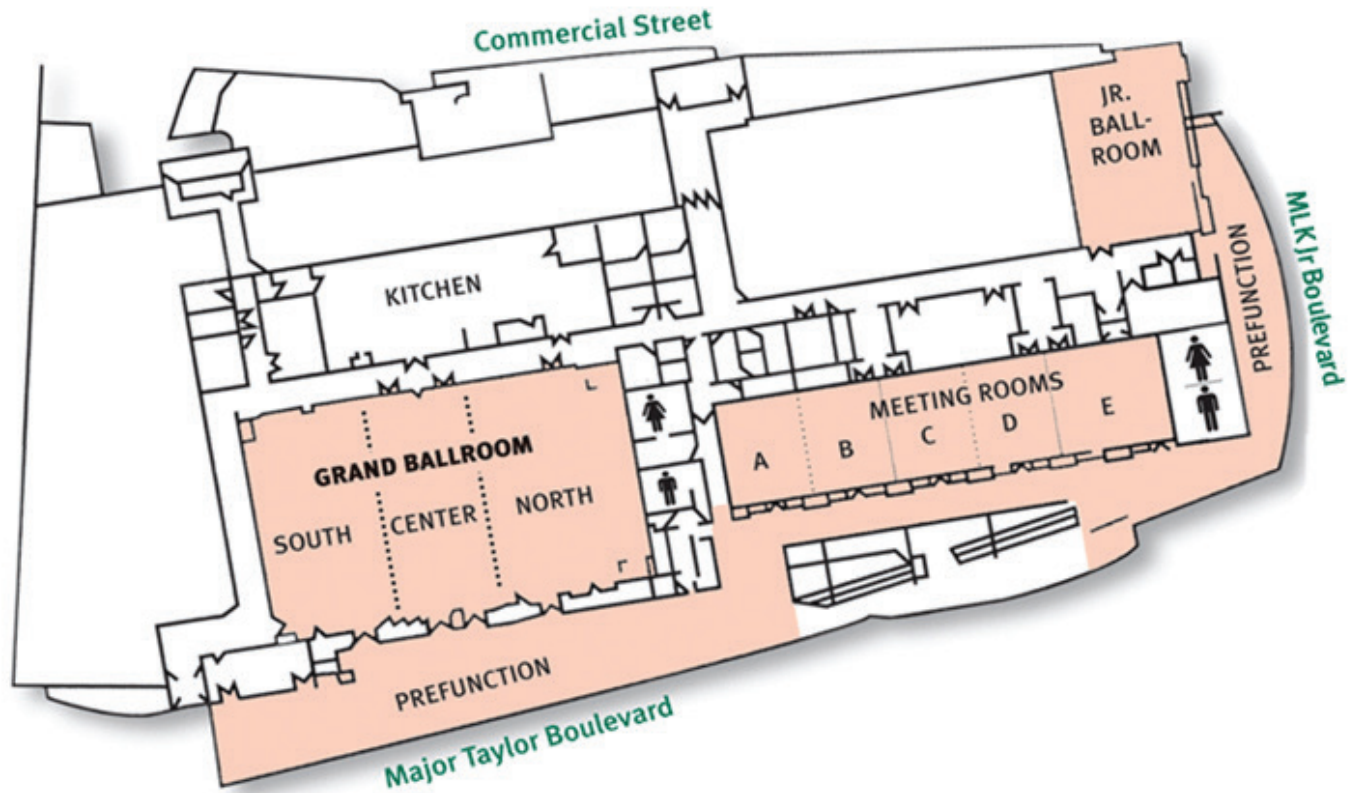 Commercial Street
JR.
BALL-
ROOM
MLK Jr Boulevard
PREFUNCTION
KITCHEN
MEETING ROOMS
A
B
C
D
E
GRAND BALLROOM
SOUTH
CENTER
NORTH
PREFUNCTION
Major Taylor Boulevard